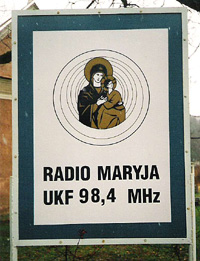 RADIO MARYJA
UKF 98,4 MHz